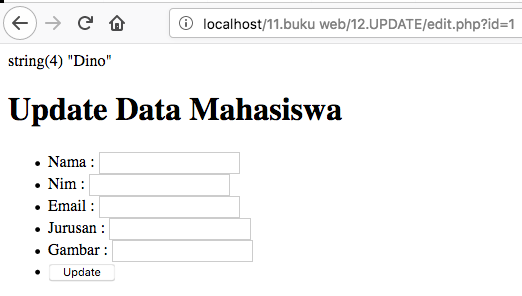 localhost/11.buku web/12.UPDATE/edit.php?id=1
string(4) "Dino"
Update Data Mahasiswa
Nama :
Nim :
Email :
Jurusan :
Gambar :
Update